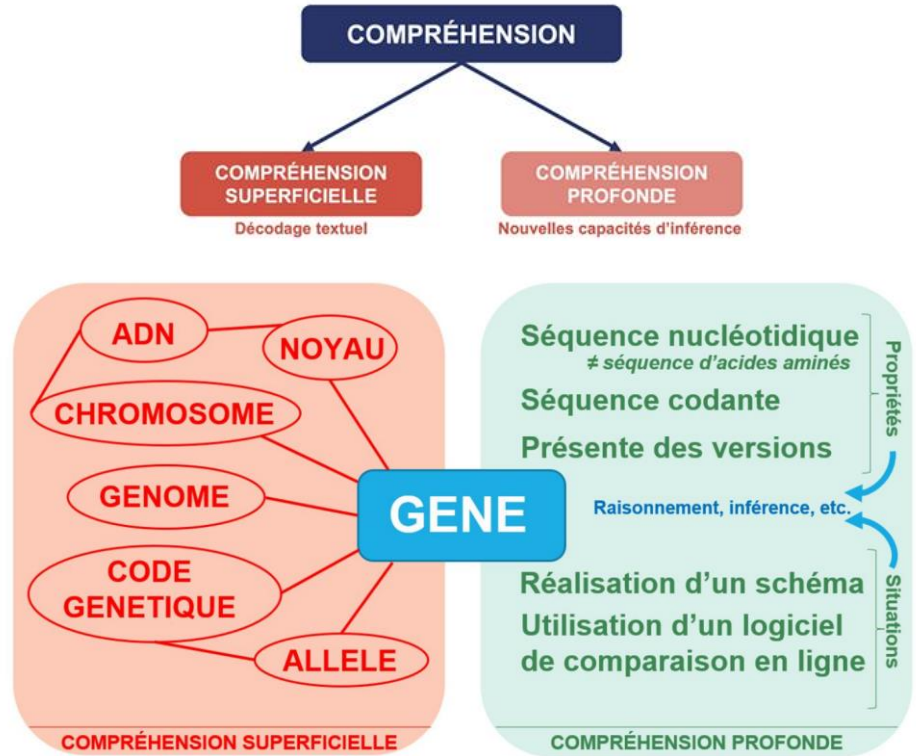 COMPRÉHENSION
COMPRÉHENSION
SUPERFICIELLE
Décodage textuel
COMPRÉHENSION
PROFONDE
Nouvelles capacités d'inférence
ADN
NOYAU
CHROMOSOME
GENOME
CODE
GENETIQUE
ALLELE
COMPRÉHENSION SUPERFICIELLE
GENE
Séquence nucléotidique
≠ séquence d'acides aminés
Séquence codante
Présente des versions
Propriétés
Raisonnement, inférence, etc.
Réalisation d'un schéma
Utilisation d'un logiciel
de comparaison en ligne
Situations
COMPRÉHENSION PROFONDE